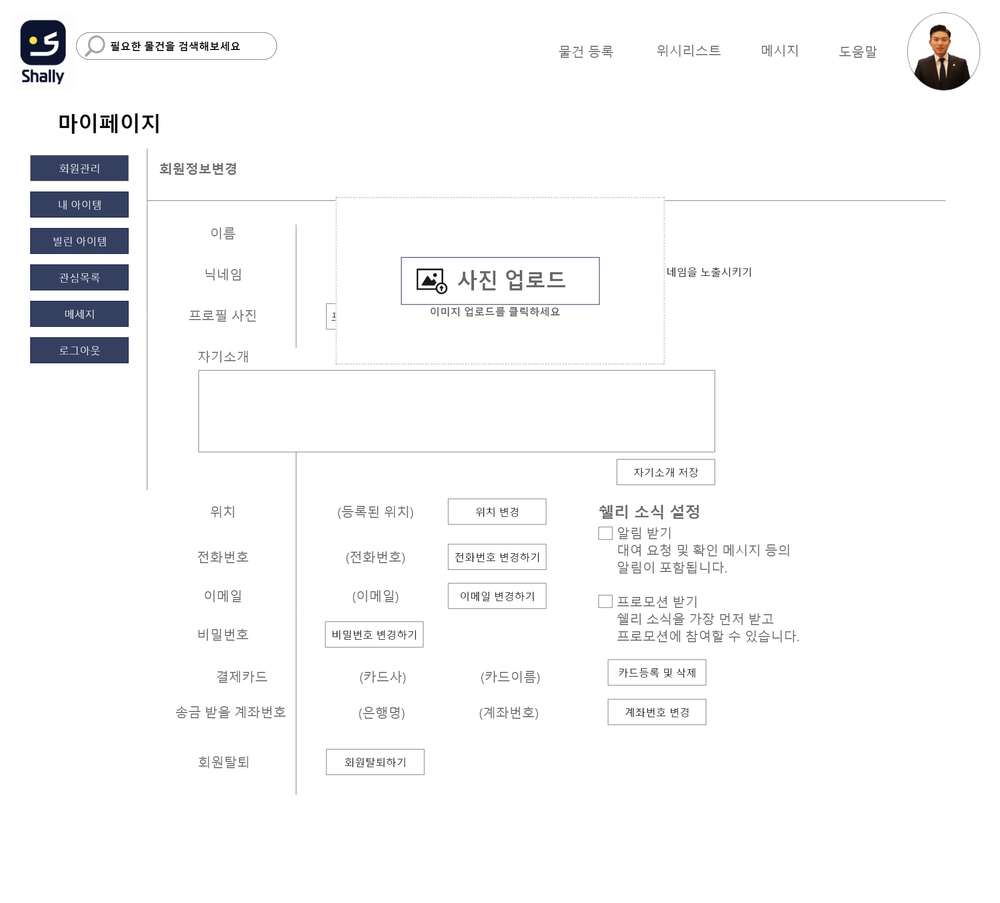 Shally
필요한 물건을 검색해보세요
물건 등록
위시리스트
메시지
도움말
마이페이지
회원관리
내 아이템
빌린 아이템
관심목록
메세지
로그아웃
회원정보변경
이름
닉네임
네임을 노출시키기
사진 업로드
이미지 업로드를 클릭하세요
프로필 사진
자기소개
자기소개 저장
위치
(등록된 위치)
위치 변경
전화번호
(전화번호)
전화번호 변경하기
이메일
(이메일)
이메일 변경하기
비밀번호
비밀번호 변경하기
쉘리 소식 설정
알림 받기
대여 요청 및 확인 메시지 등의
알림이 포함됩니다.
프로모션 받기
쉘리 소식을 가장 먼저 받고
프로모션에 참여할 수 있습니다.
결제카드
(카드사)
(카드이름)
카드등록 및 삭제
송금 받을 계좌번호
(은행명)
(계좌번호)
계좌번호 변경
회원탈퇴
회원탈퇴하기